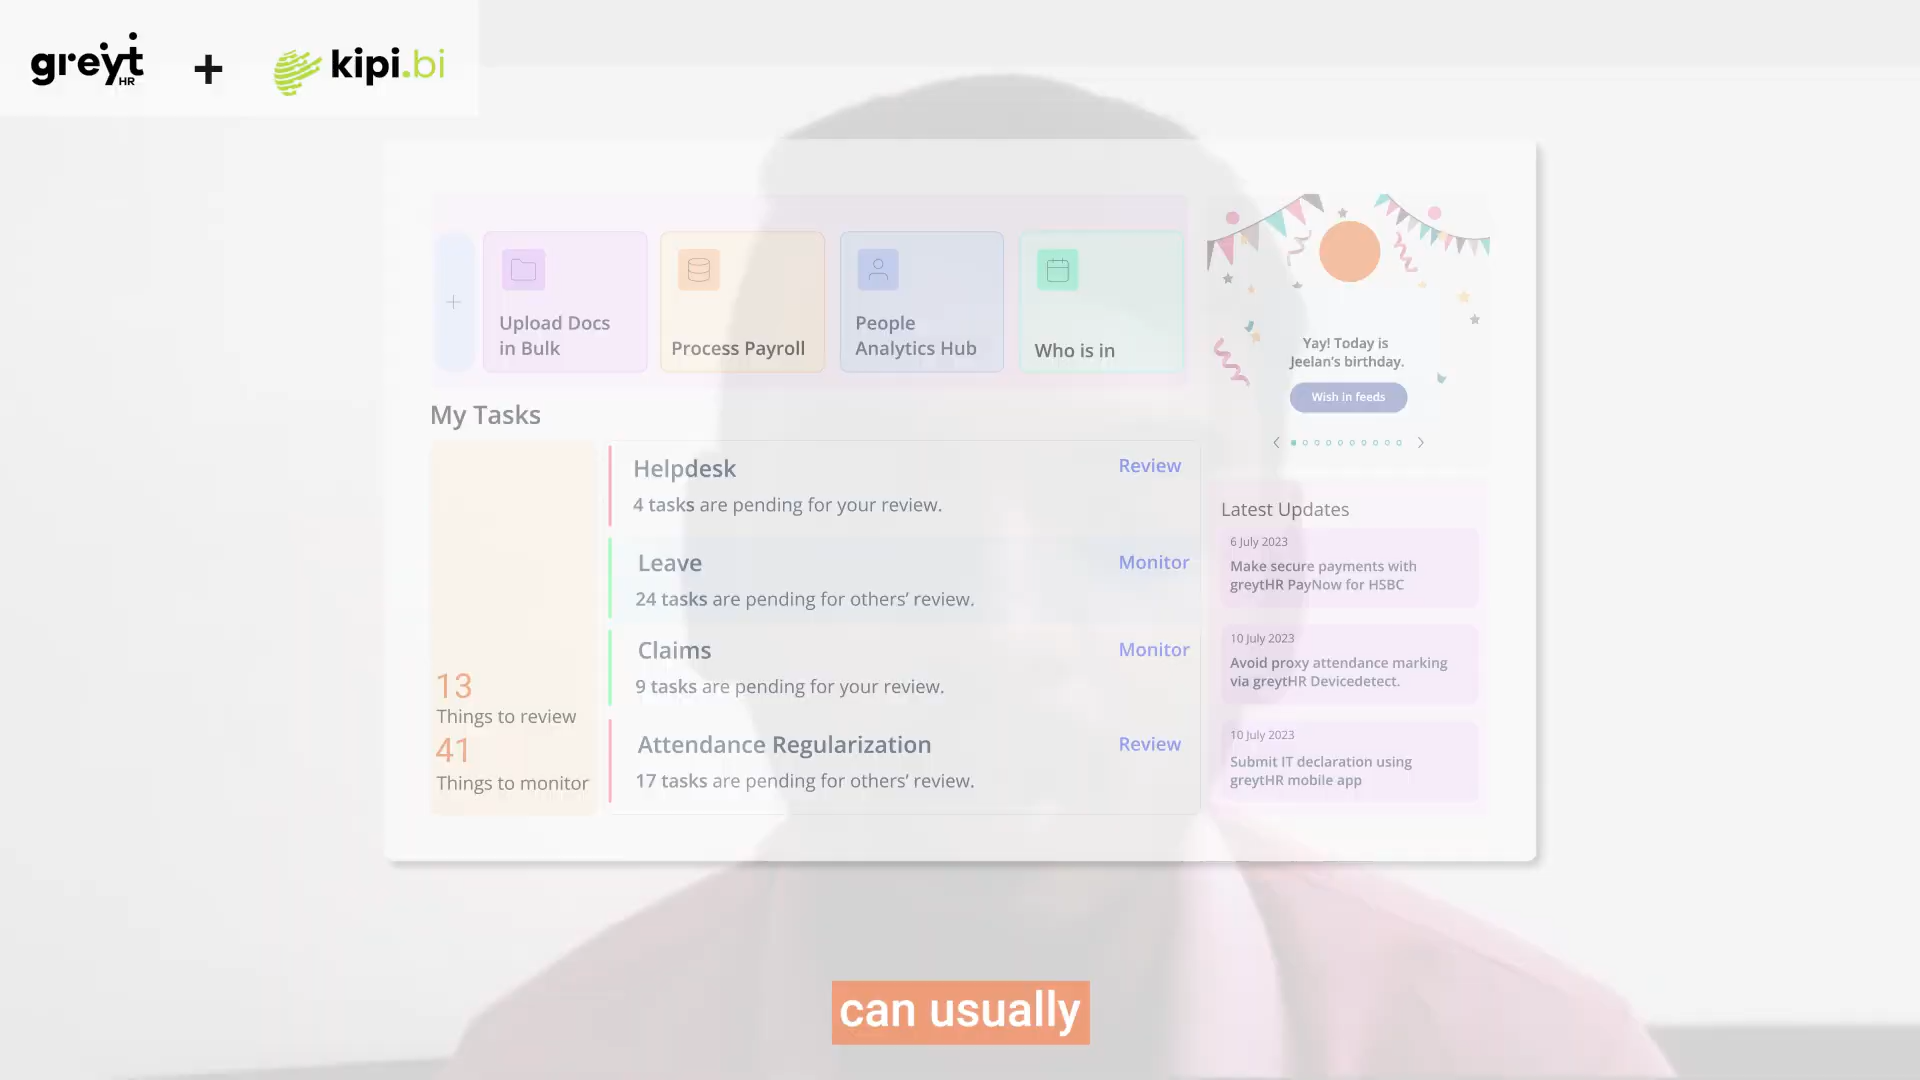 greyt
HR
+
kipi.bi
Upload Docs
in Bulk
Process Payroll
People
Analytics Hub
Who is in
Yay! Today is
Jeelan’s birthday.
Wish in feeds
My Tasks
13
Things to review
41
Things to monitor
Helpdesk
Review
4 tasks are pending for your review.
Leave
Monitor
24 tasks are pending for others’ review.
Claims
Monitor
9 tasks are pending for your review.
Attendance Regularization
Review
17 tasks are pending for others’ review.
Latest Updates
6 July 2023
Make secure payments with
greytHR PayNow for HSBC
10 July 2023
Avoid proxy attendance marking
via greytHR Devicedetect.
10 July 2023
Submit IT declaration using
greytHR mobile app
can usually